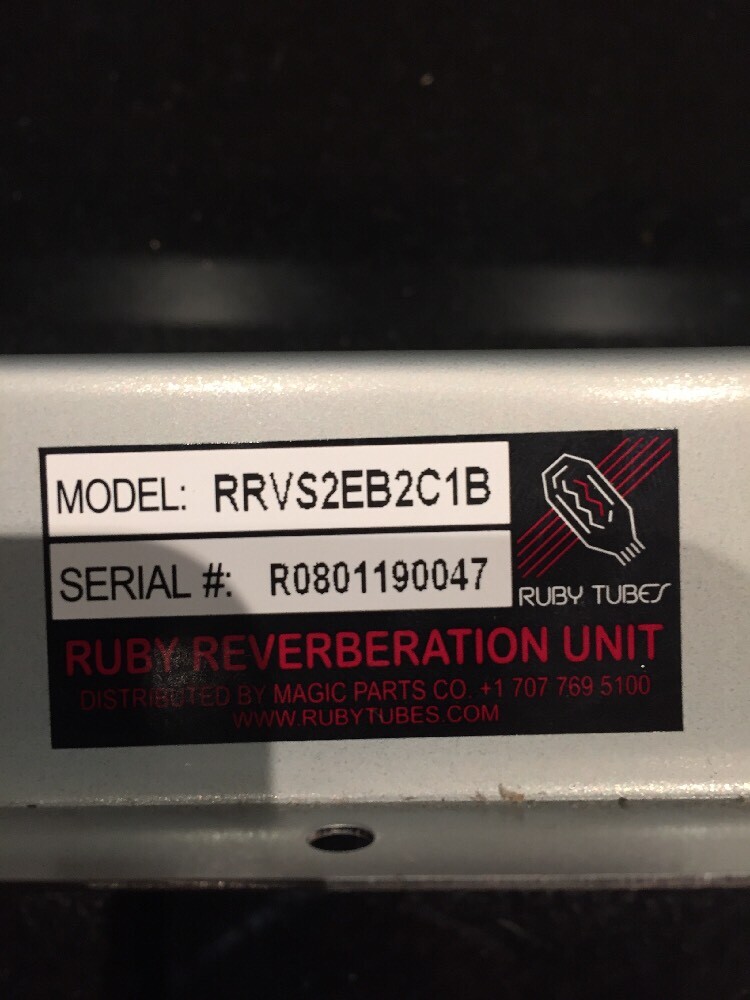 MODEL: RRVS2EB2C1B
SERIAL #: R0801190047
RUBY TUBES
RUBY REVERBERATION UNIT
DISTRIBUTED BY MAGIC PARTS CO. +1 707 769 5100
WWW.RUBYTUBES.COM